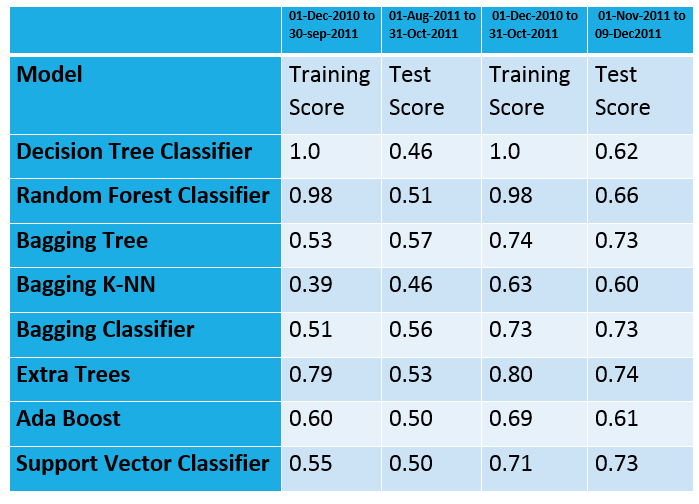 01-Dec-2010 to 01-Aug-2011 to 01-Dec-2010 to 01-Nov-2011 to
30-sep-2011 31-Oct-2011 31-Oct-2011 09-Dec2011
Model Training Test Training Test
Score Score Score Score
Decision Tree Classifier 1.0 0.46 1.0 0.62
Random Forest Classifier 0.98 0.51 0.98 0.66
Bagging Tree 0.53 0.57 0.74 0.73
Bagging K-NN 0.39 0.46 0.63 0.60
Bagging Classifier 0.51 0.56 0.73 0.73
Extra Trees 0.79 0.53 0.80 0.74
Ada Boost 0.60 0.50 0.69 0.61
Support Vector Classifier 0.55 0.50 0.71 0.73